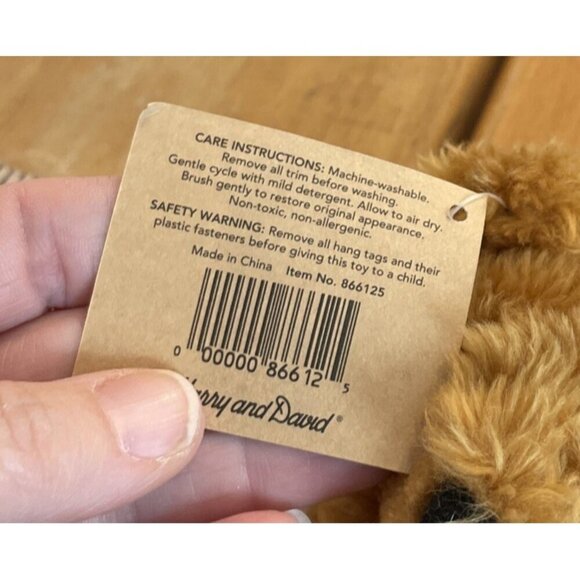 CARE INSTRUCTIONS: Machine-washable.
Remove all trim before washing.
Gentle cycle with mild detergent. Allow to air dry.
Brush gently to restore original appearance.
Non-toxic, non-allergenic.
SAFETY WARNING: Remove all hang tags and their
plastic fasteners before giving this toy to a child.
Made in China Item No. 866125
0 00000 86612 5
Harry and David®